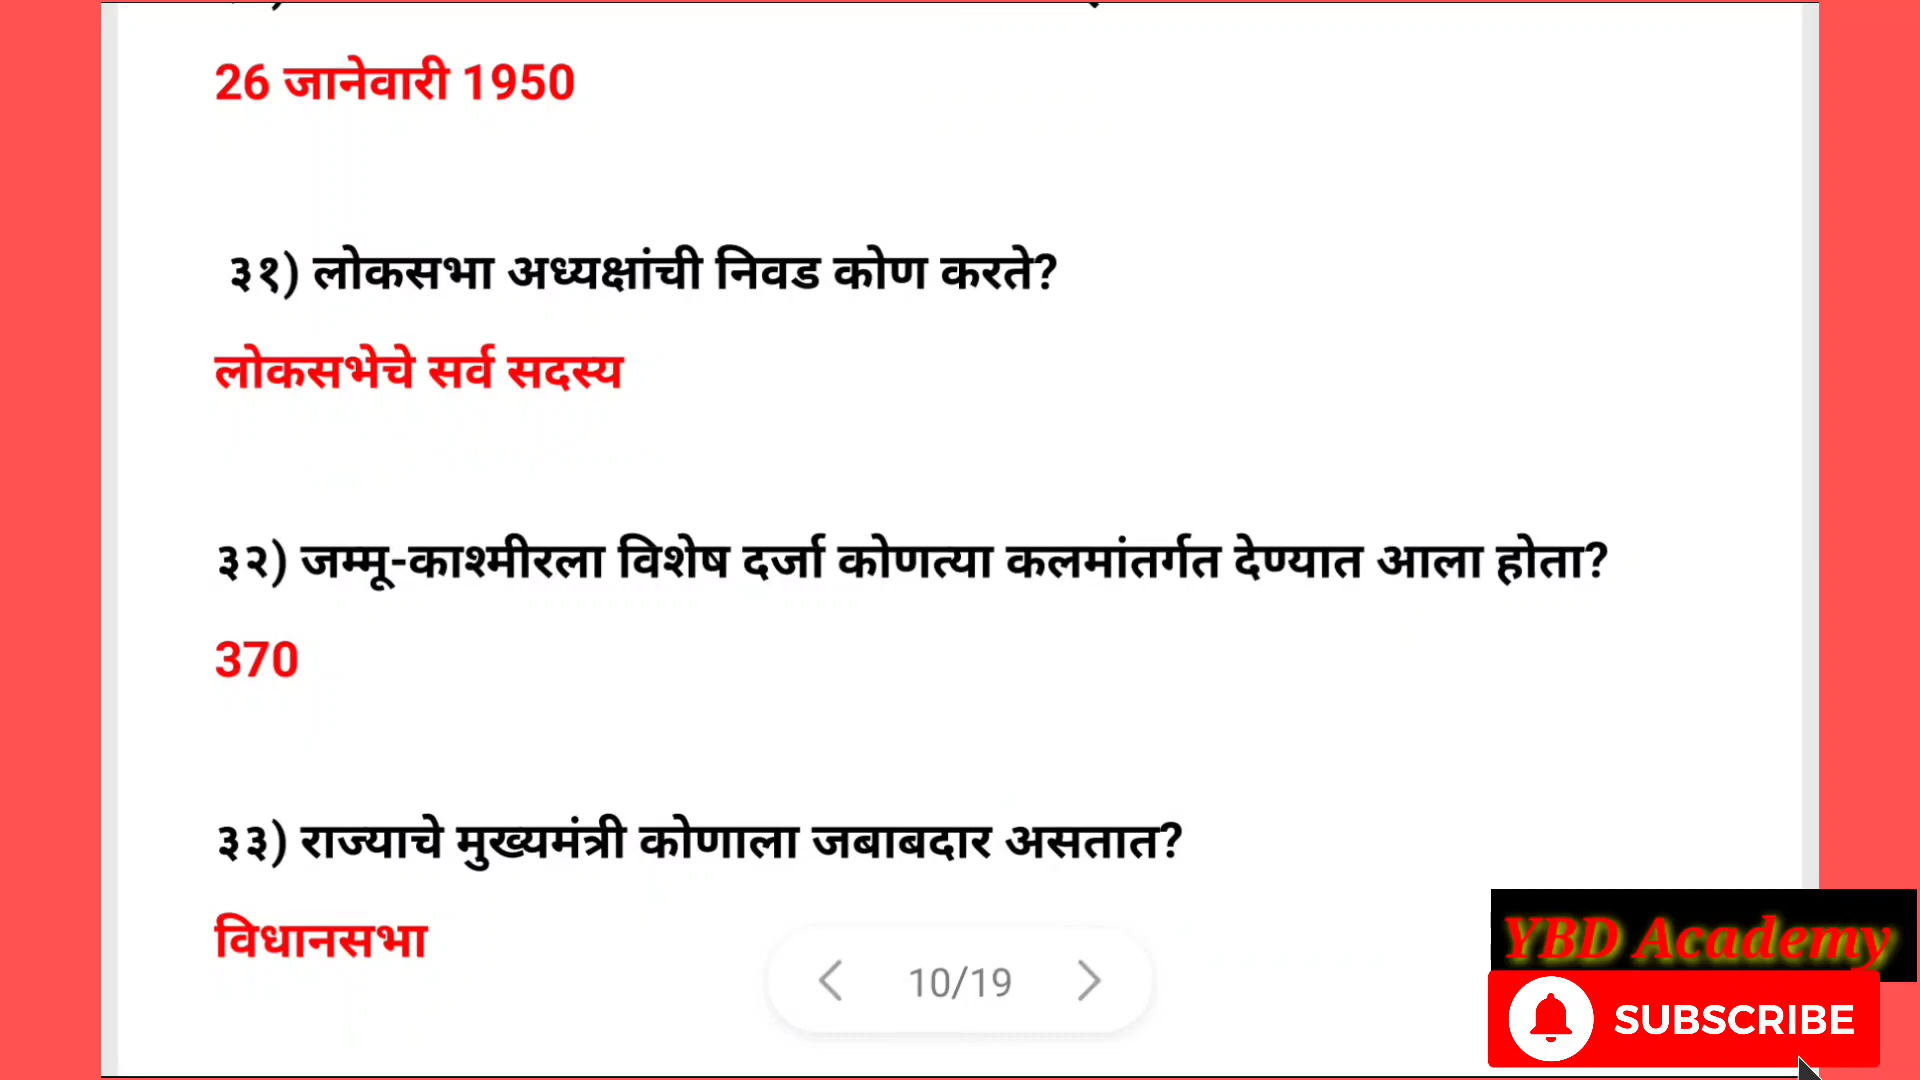 26 जानेवारी 1950
३१) लोकसभा अध्यक्षांची निवड कोण करते?
लोकसभेचे सर्व सदस्य
३२) जम्मू-काश्मीरला विशेष दर्जा कोणत्या कलमांतर्गत देण्यात आला होता?
370
३३) राज्याचे मुख्यमंत्री कोणाला जबाबदार असतात?
विधानसभा
10/19
YBD Academy
SUBSCRIBE